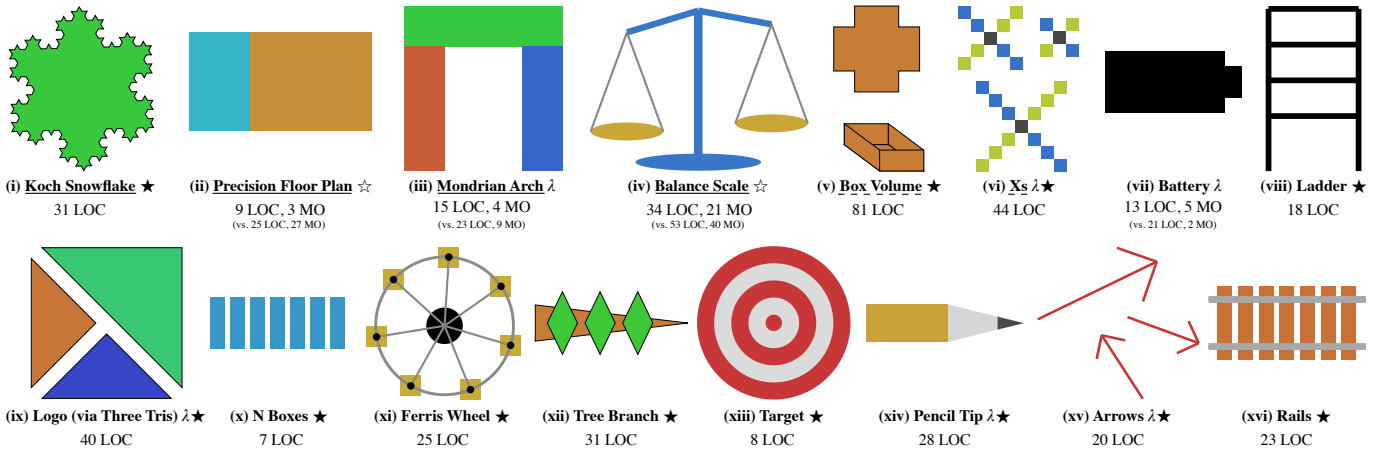 (i) Koch Snowflake ★
31 LOC
(ii) Precision Floor Plan ☆
9 LOC, 3 MO
(vs. 25 LOC, 27 MO)
(iii) Mondrian Arch λ
15 LOC, 4 MO
(vs. 23 LOC, 9 MO)
(iv) Balance Scale ☆
34 LOC, 21 MO
(vs. 53 LOC, 40 MO)
(v) Box Volume ★
81 LOC
(vi) Xs λ★
44 LOC
(vii) Battery λ
13 LOC, 5 MO
(vs. 21 LOC, 2 MO)
(viii) Ladder ★
18 LOC
(ix) Logo (via Three Tris) λ★
40 LOC
(x) N Boxes ★
7 LOC
(xi) Ferris Wheel ★
25 LOC
(xii) Tree Branch ★
31 LOC
(xiii) Target ★
8 LOC
(xiv) Pencil Tip λ★
28 LOC
(xv) Arrows λ★
20 LOC
(xvi) Rails ★
23 LOC